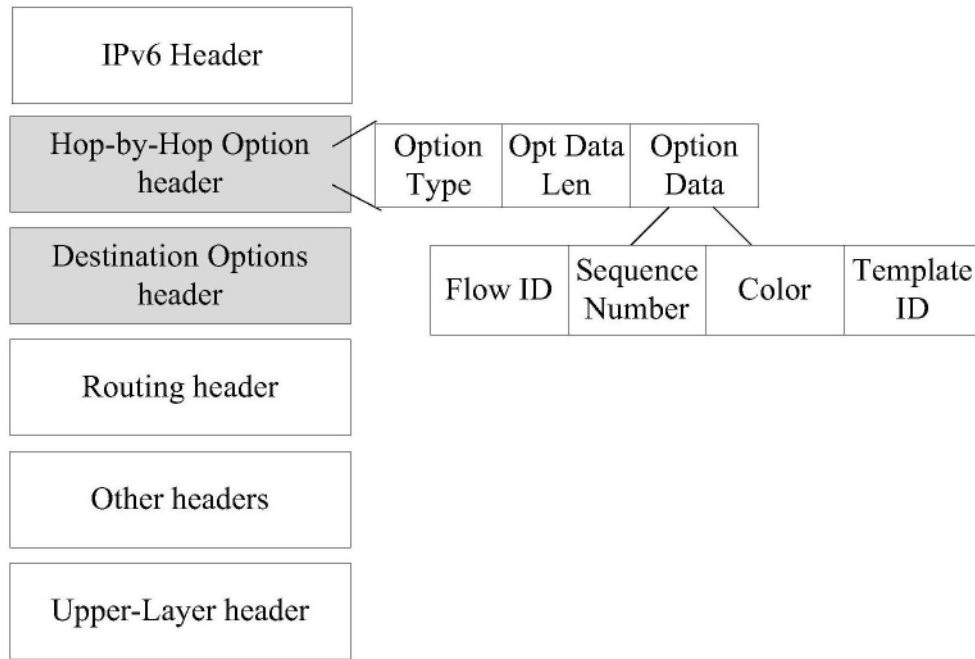 IPv6 Header
Hop-by-Hop Option
header
Option
Type
Opt Data
Len
Option
Data
Destination Options
header
Flow ID
Sequence
Number
Color
Template
ID
Routing header
Other headers
Upper-Layer header